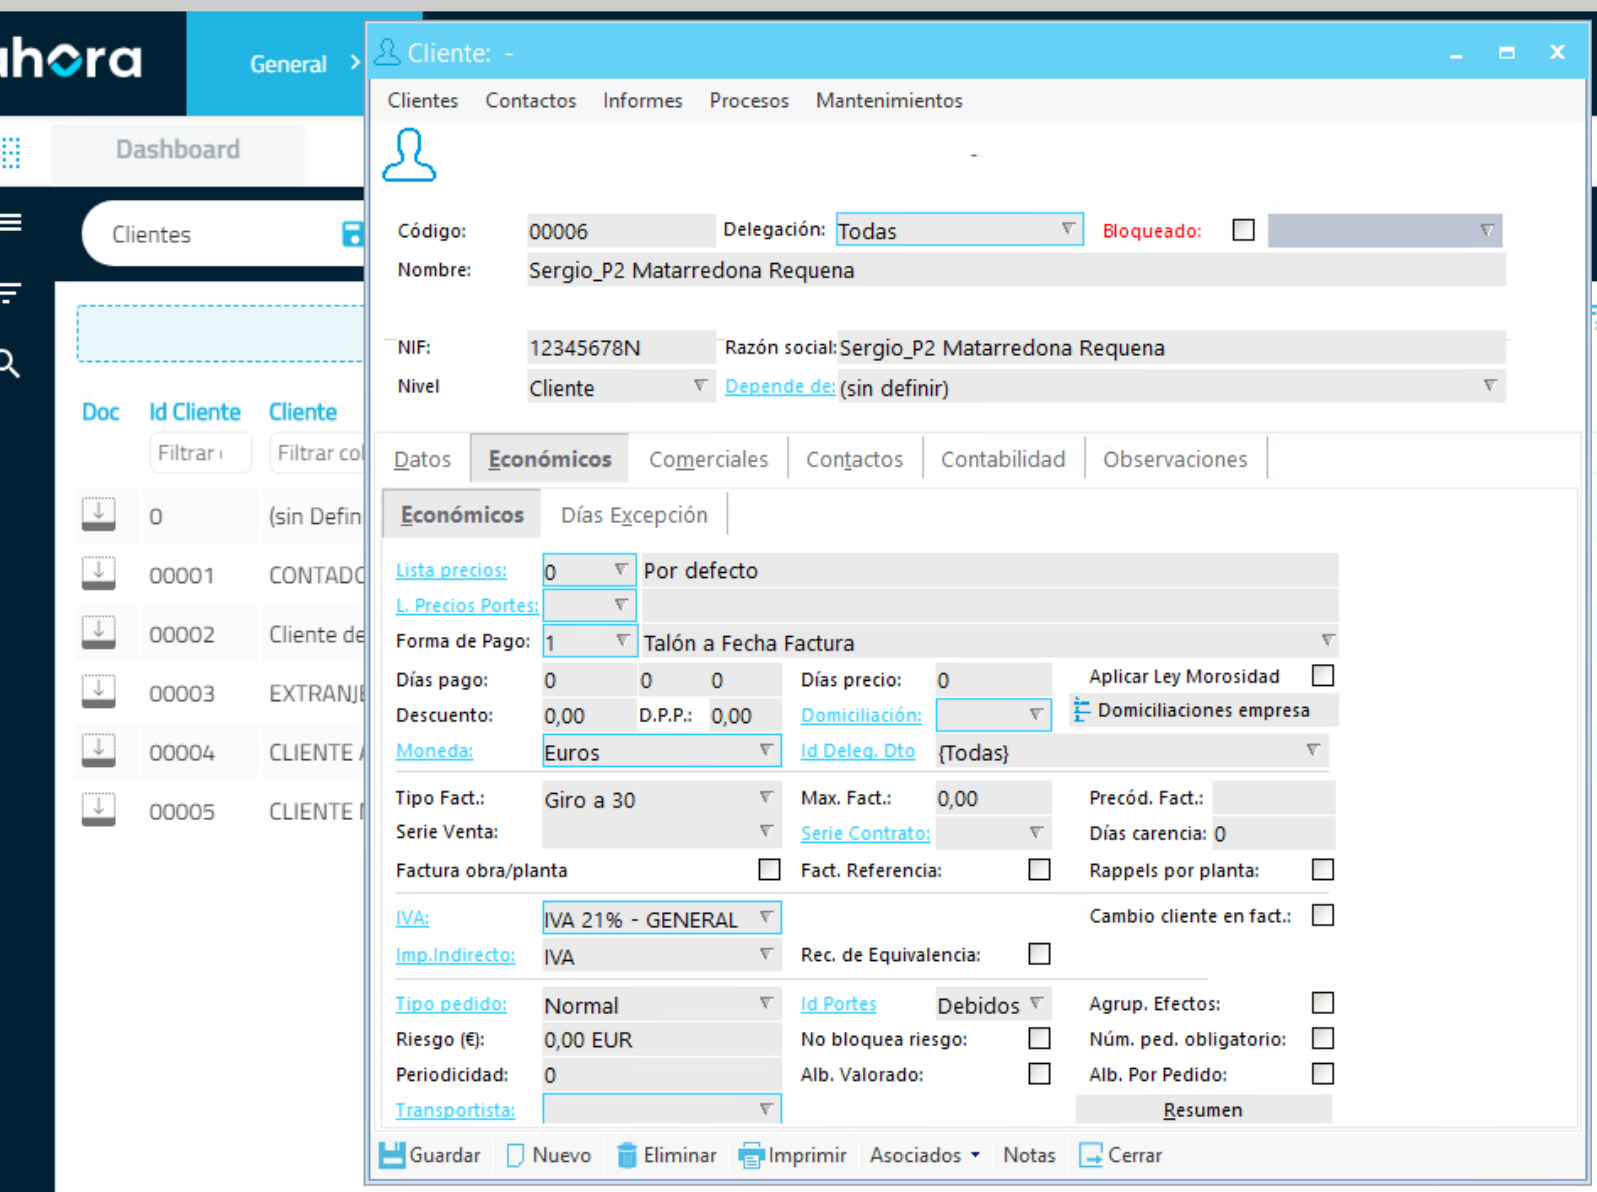 ahora
General >
Dashboard
Clientes
Doc Id Cliente Cliente
Filtrar Filtrar col
0 (sin Defin
00001 CONTADO
00002 Cliente de
00003 EXTRANJE
00004 CLIENTE
00005 CLIENTE
Cliente: -
Clientes Contactos Informes Procesos Mantenimientos
-
Código: 00006 Delegación: Todas Bloqueado:
Nombre: Sergio_P2 Matarredona Requena
NIF: 12345678N Razón social: Sergio_P2 Matarredona Requena
Nivel Cliente Depende de: (sin definir)
Datos Económicos Comerciales Contactos Contabilidad Observaciones
Económicos Días Excepción
Lista precios: 0 Por defecto
L. Precios Portes:
Forma de Pago: 1 Talón a Fecha Factura
Días pago: 0 0 0 Días precio: 0 Aplicar Ley Morosidad
Descuento: 0,00 D.P.P.: 0,00 Domiciliación: Domiciliaciones empresa
Moneda: Euros Id Deleg. Dto {Todas}
Tipo Fact.: Giro a 30 Max. Fact.: 0,00 Precód. Fact.:
Serie Venta: Serie Contrato: Días carencia: 0
Factura obra/planta Fact. Referencia: Rappels por planta:
IVA: IVA 21% - GENERAL Cambio cliente en fact.:
Imp.Indirecto: IVA Rec. de Equivalencia:
Tipo pedido: Normal Id Portes Debidos Agrup. Efectos:
Riesgo (€): 0,00 EUR No bloquea riesgo: Núm. ped. obligatorio:
Periodicidad: 0 Alb. Valorado: Alb. Por Pedido:
Transportista: Resumen
Guardar Nuevo Eliminar Imprimir Asociados Notas Cerrar